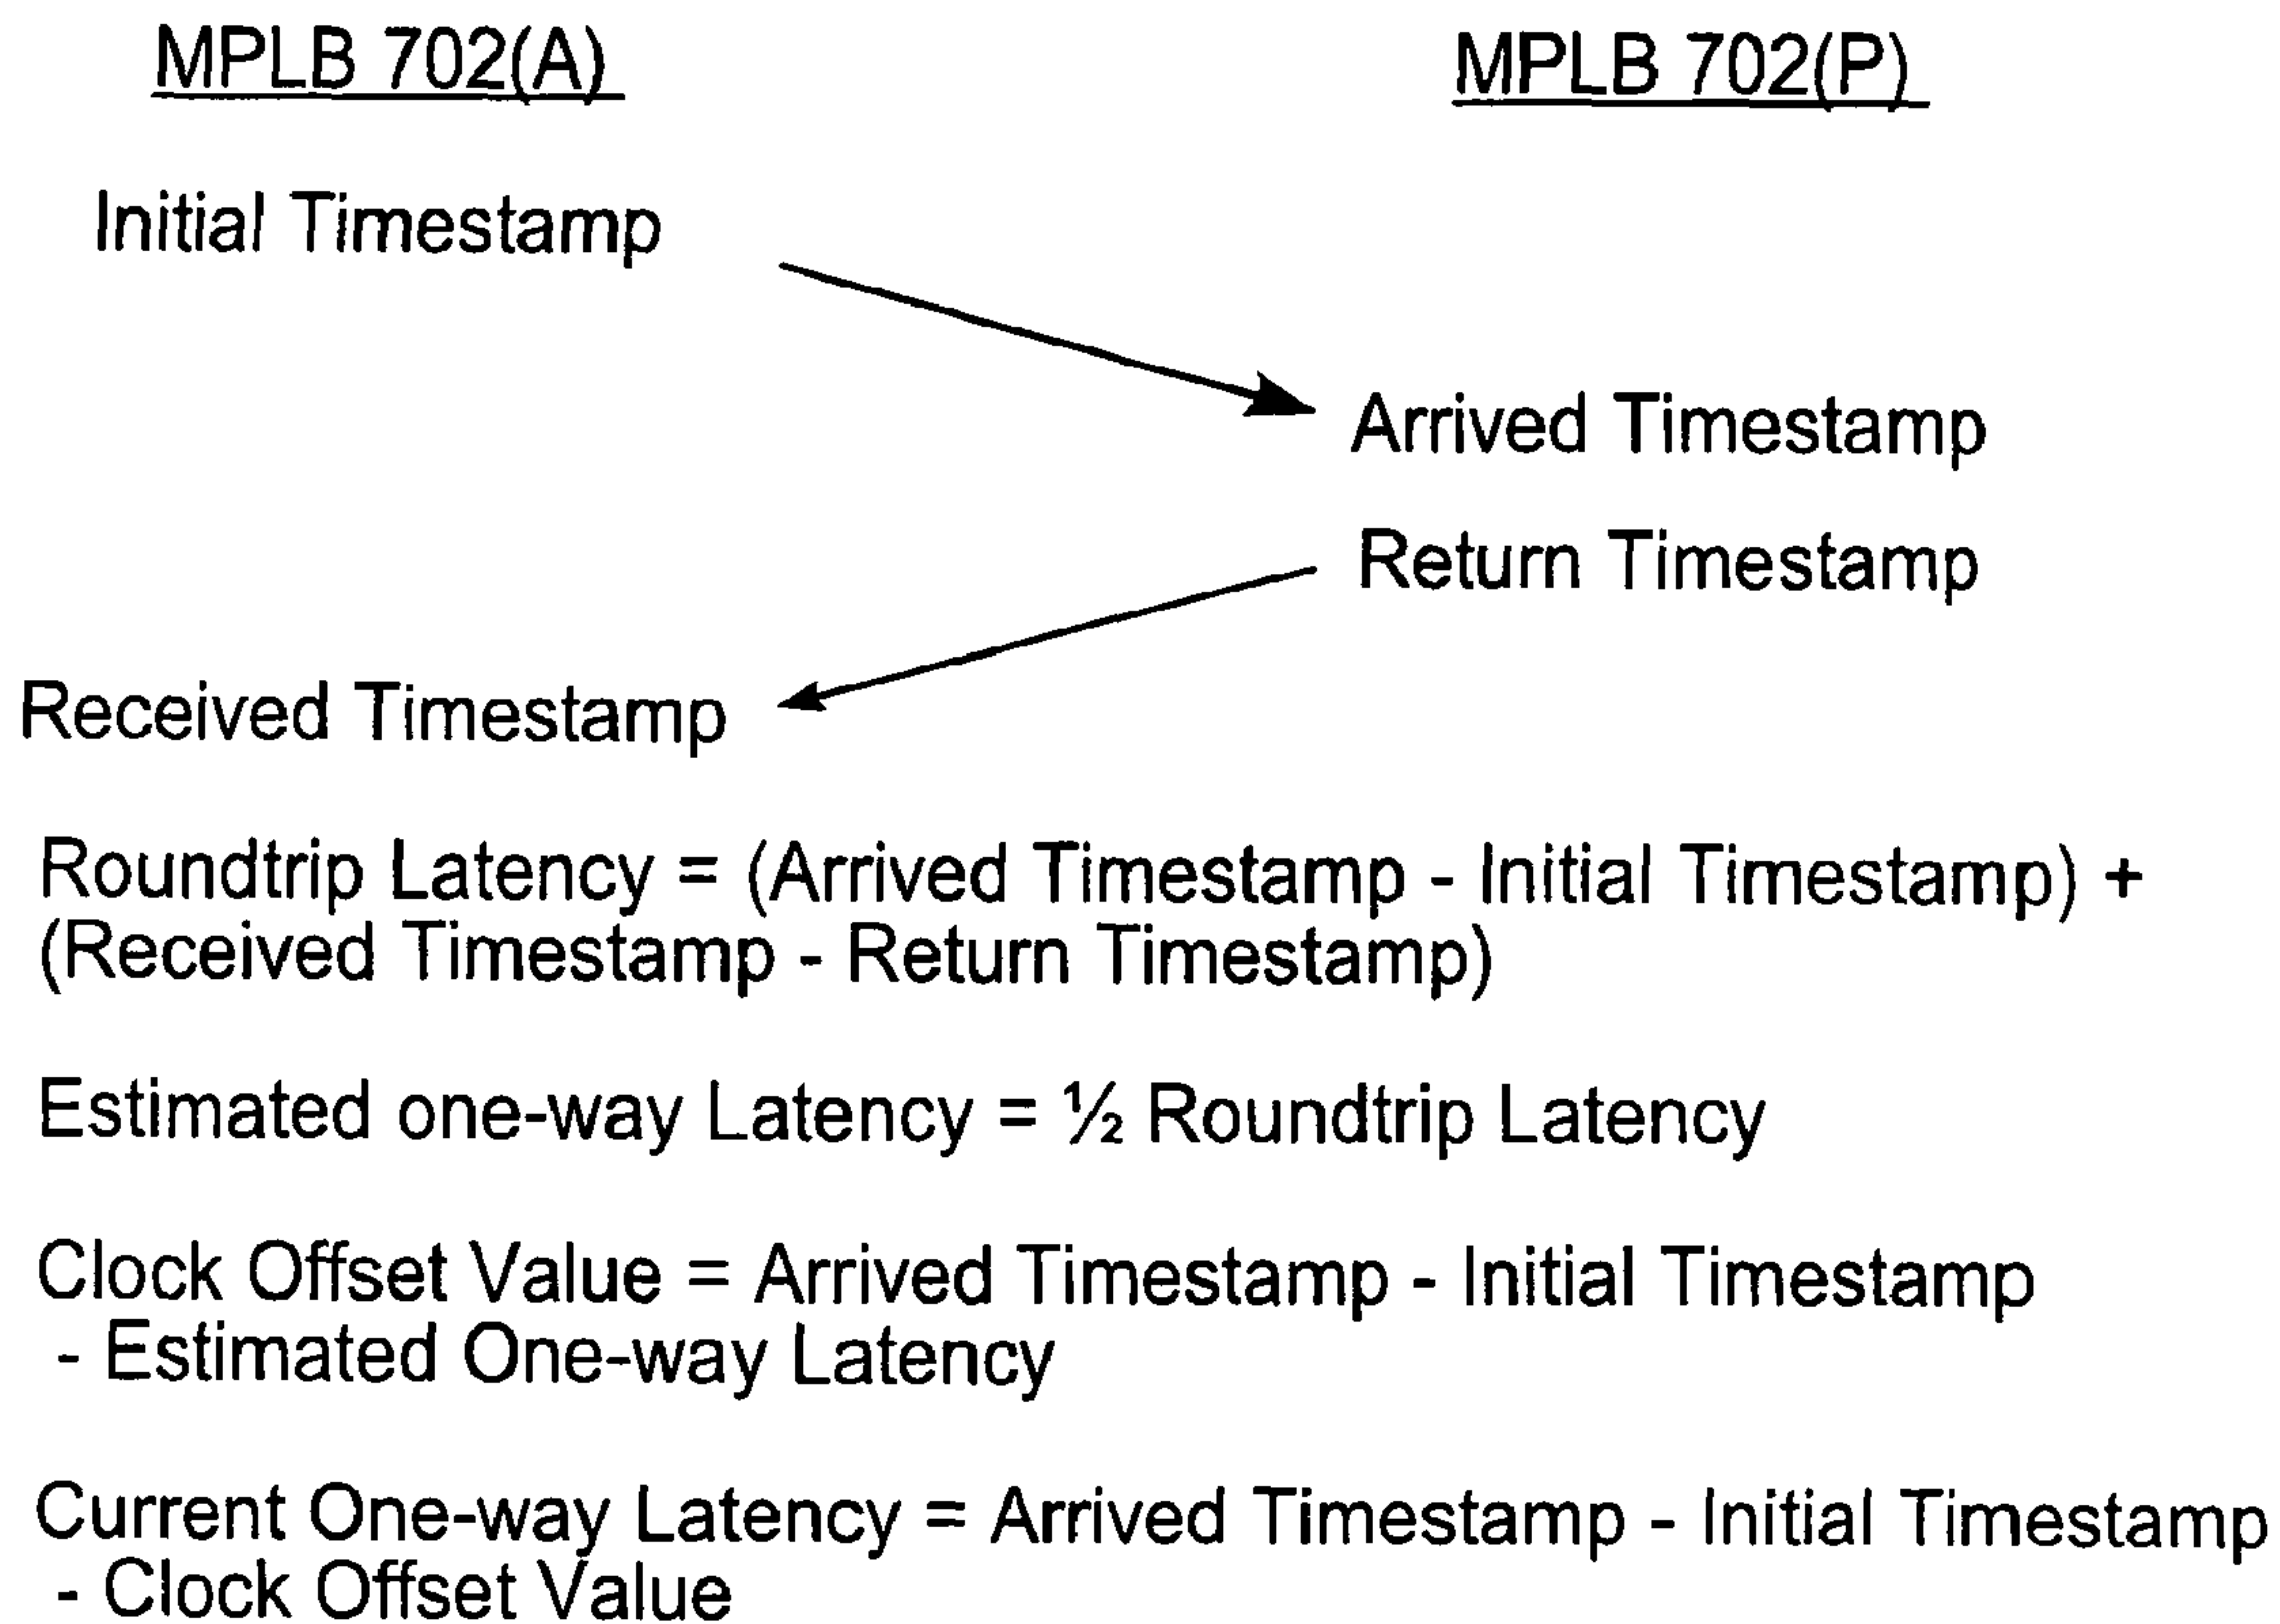 MPLB 702(A)
MPLB 702(P)
Initial Timestamp
Arrived Timestamp
Return Timestamp
Received Timestamp
Roundtrip Latency = (Arrived Timestamp - Initial Timestamp) +
(Received Timestamp - Return Timestamp)
Estimated one-way Latency = ½ Roundtrip Latency
Clock Offset Value = Arrived Timestamp - Initial Timestamp
- Estimated One-way Latency
Current One-way Latency = Arrived Timestamp - Initial Timestamp
- Clock Offset Value